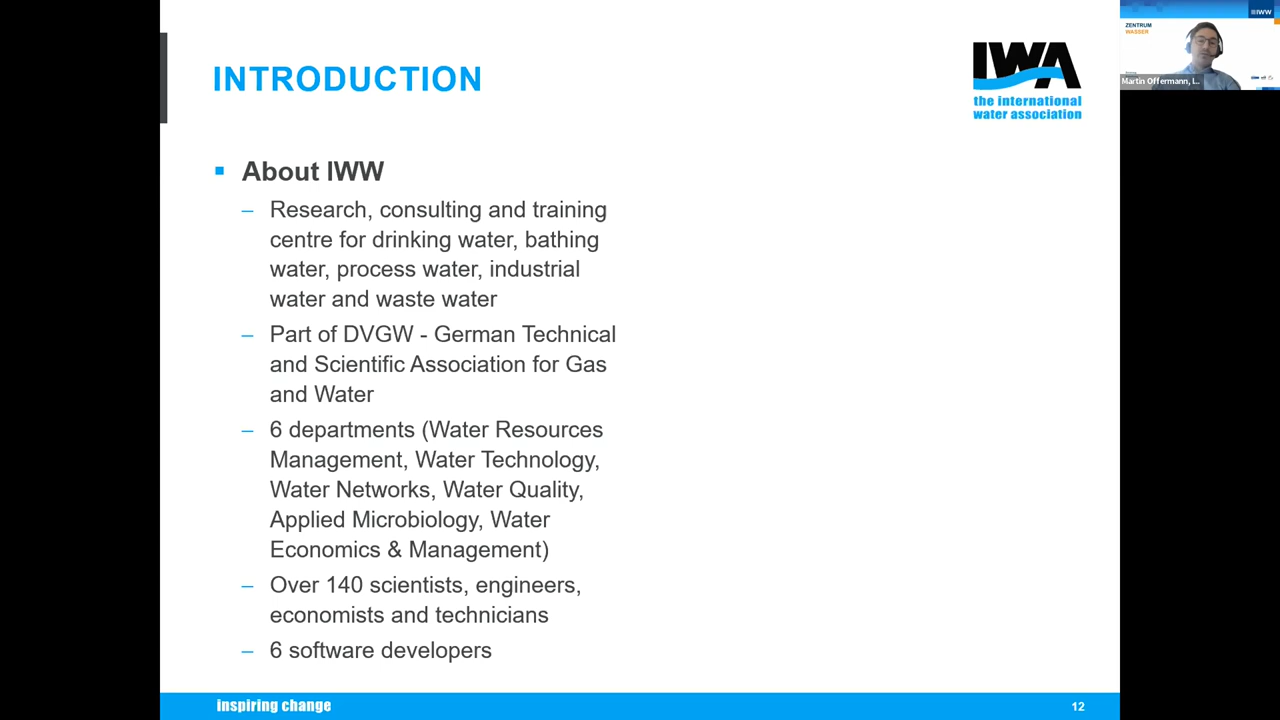 INTRODUCTION
IWA
the international
water association
About IWW
– Research, consulting and training
centre for drinking water, bathing
water, process water, industrial
water and waste water
– Part of DVGW - German Technical
and Scientific Association for Gas
and Water
– 6 departments (Water Resources
Management, Water Technology,
Water Networks, Water Quality,
Applied Microbiology, Water
Economics & Management)
– Over 140 scientists, engineers,
economists and technicians
– 6 software developers
inspiring change
12
IWW
ZENTRUM
WASSER
Martin Offermann, I...